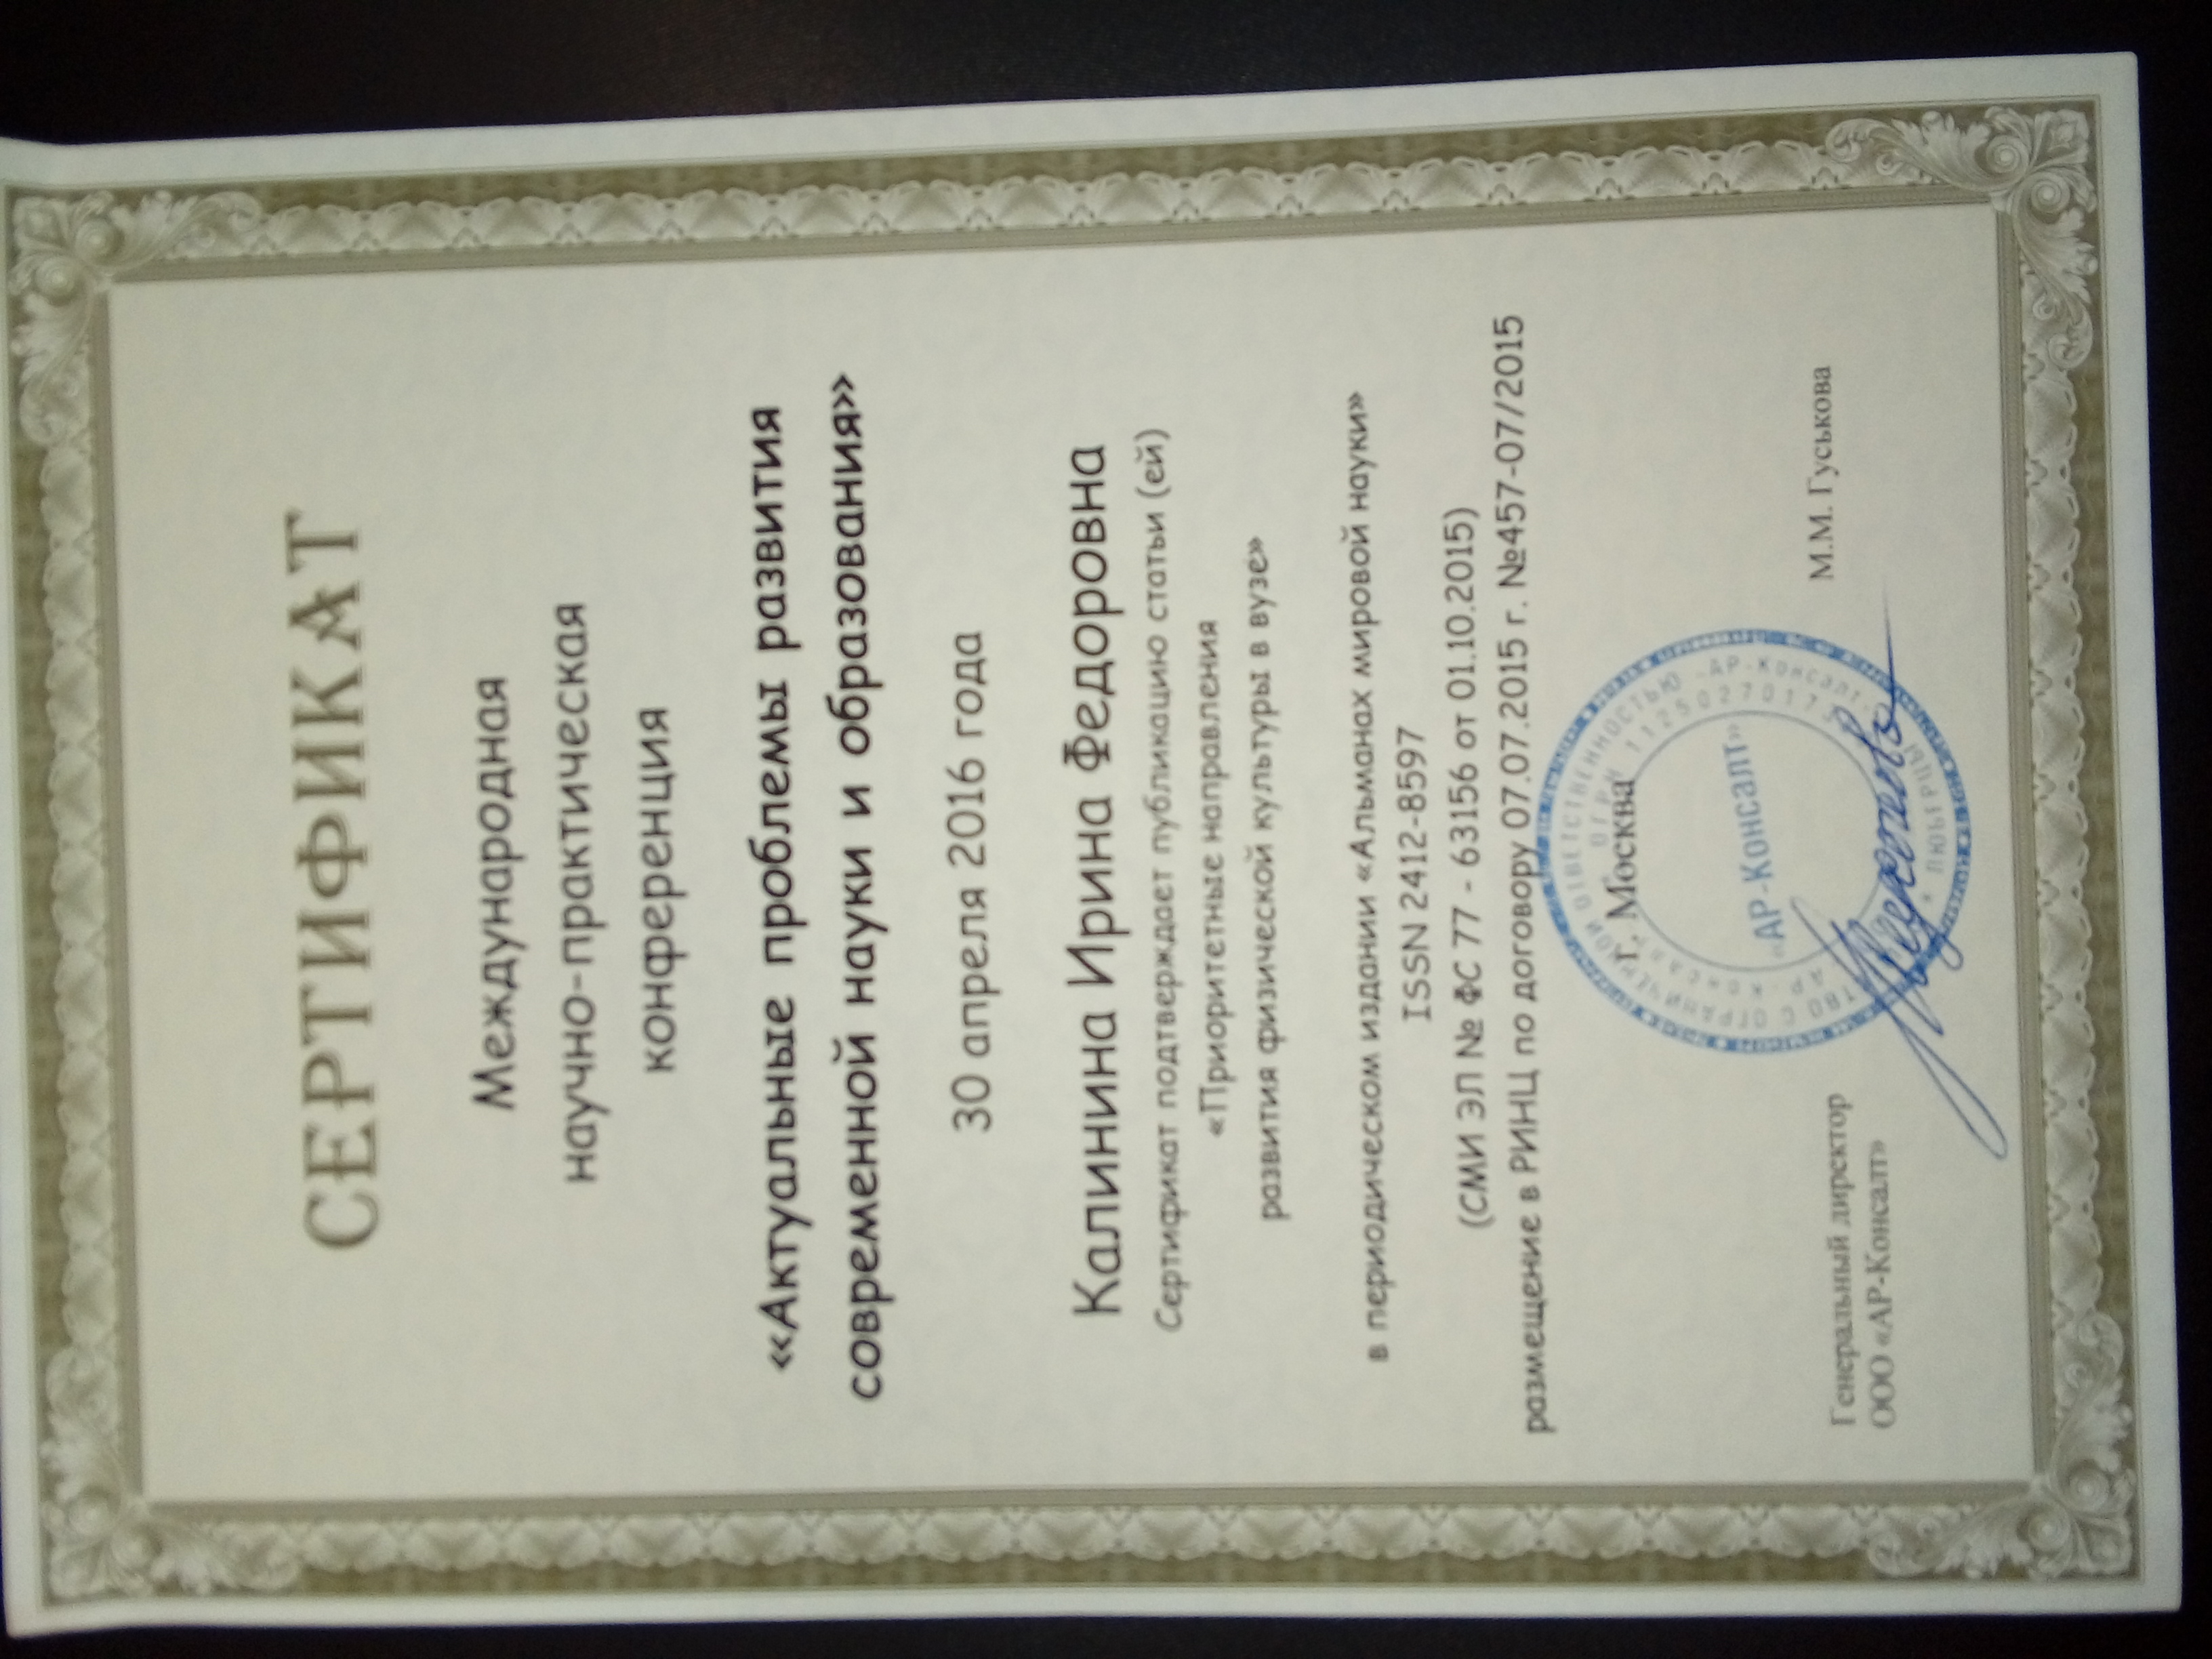 СЕРТИФИКАТ
Международная
научно-практическая
конференция
«Актуальные проблемы развития
современной науки и образования»
30 апреля 2016 года
Калинина Ирина Федоровна
Сертификат подтверждает публикацию статьи (ей)
«Приоритетные направления
развития физической культуры в вузе»
в периодическом издании «Альманах мировой науки»
ISSN 2412-8597
(СМИ ЭЛ № ФС 77 - 63156 от 01.10.2015)
размещение в РИНЦ по договору 07.07.2015 г. №457-07/2015
г. Москва
«АР-Консалт»
Генеральный директор
ООО «АР-Консалт»
М.М. Гуськова